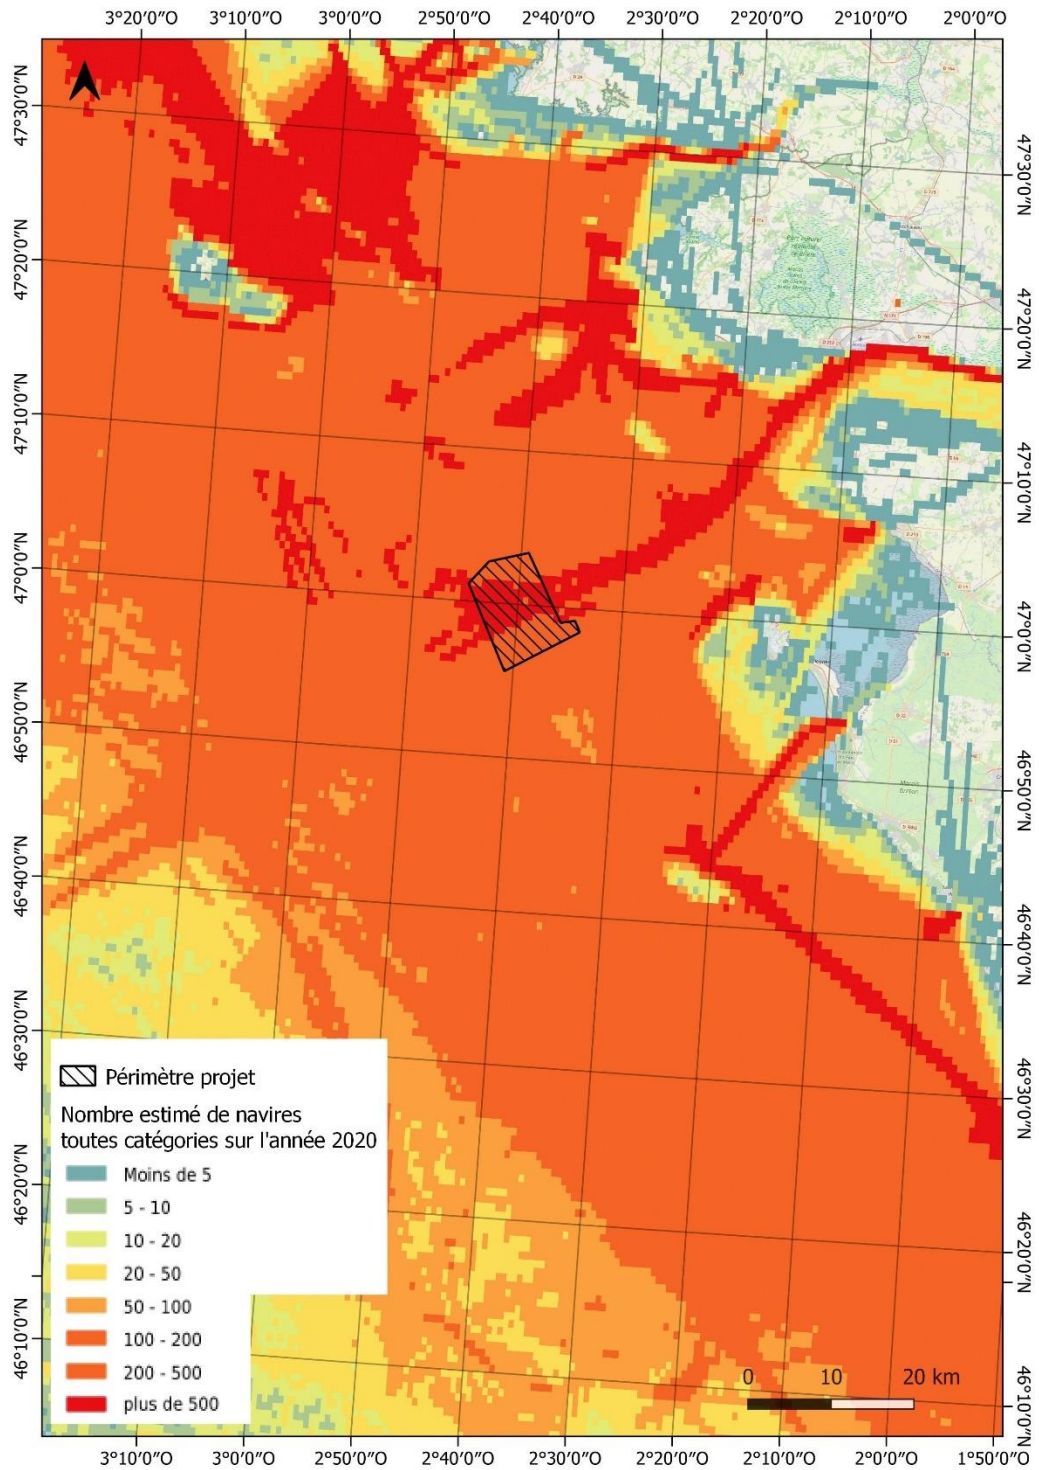 3°20'0"O 3°10'0"O 3°0'0"O 2°50'0"O 2°40'0"O 2°30'0"O 2°20'0"O 2°10'0"O 2°0'0"O
47°30'0"N
47°20'0"N
47°10'0"N
47°0'0"N
46°50'0"N
46°40'0"N
46°30'0"N
46°20'0"N
46°10'0"N
47°30'0"N
47°20'0"N
47°10'0"N
47°0'0"N
46°50'0"N
46°40'0"N
46°30'0"N
46°20'0"N
46°10'0"N
Périmètre projet
Nombre estimé de navires
toutes catégories sur l'année 2020
Moins de 5
5 - 10
10 - 20
20 - 50
50 - 100
100 - 200
200 - 500
plus de 500
0 10 20 km
3°10'0"O 3°0'0"O 2°50'0"O 2°40'0"O 2°30'0"O 2°20'0"O 2°10'0"O 2°0'0"O 1°50'0"O